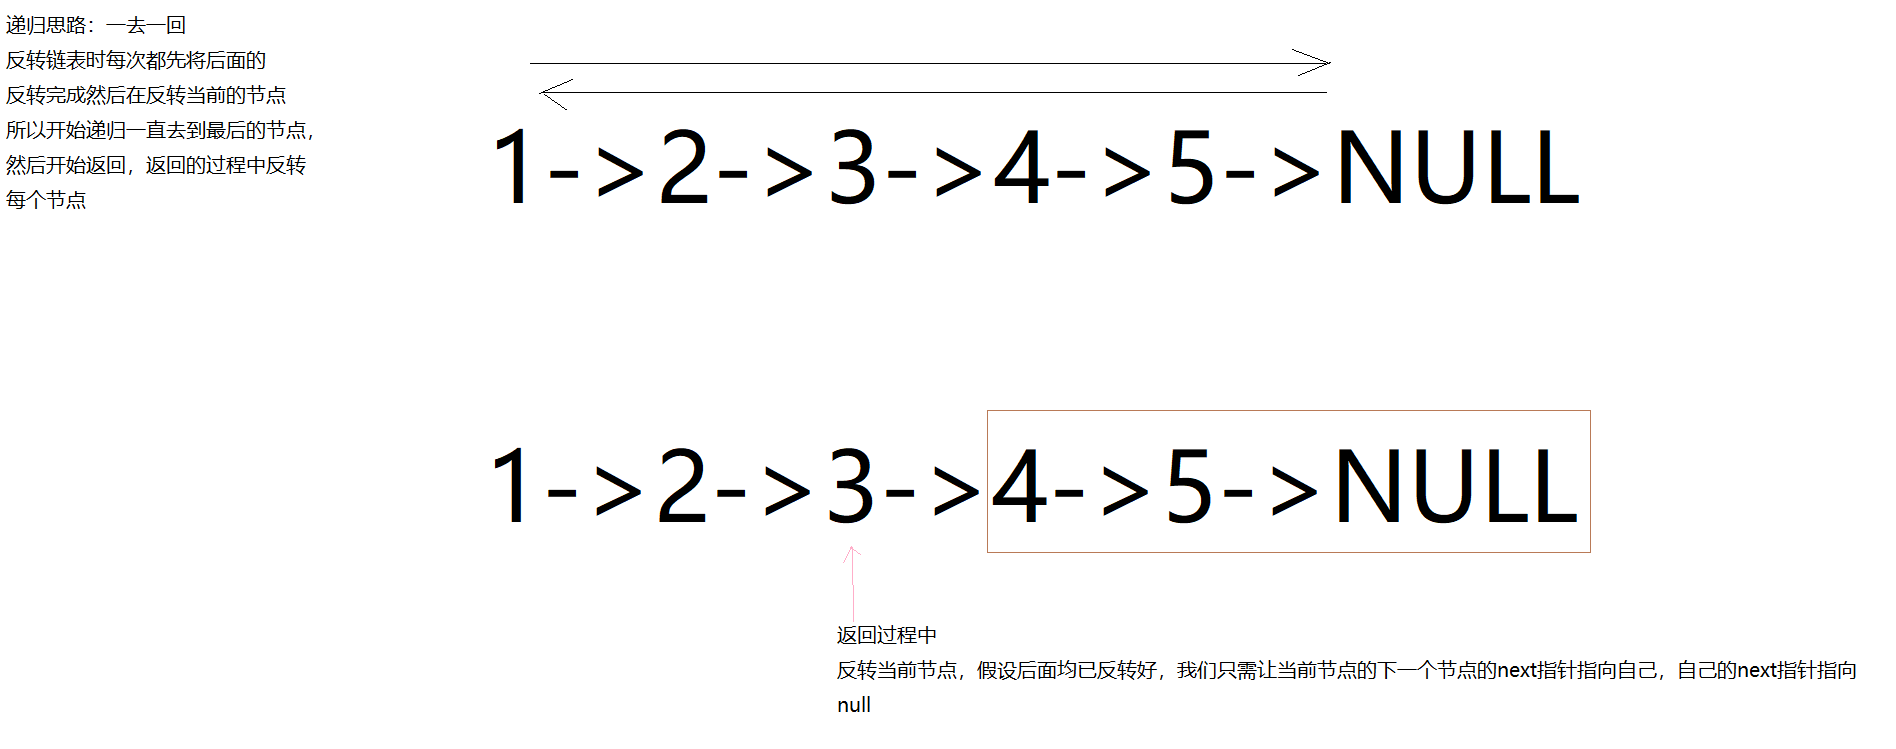 递归思路：一去一回
反转链表时每次都先将后面的
反转完成然后在反转当前的节点
所以开始递归一直去到最后的节点，
然后开始返回，返回的过程中反转
每个节点
1->2->3->4->5->NULL
1->2->3->4->5->NULL
返回过程中
反转当前节点，假设后面均已反转好，我们只需让当前节点的下一个节点的next指针指向自己，自己的next指针指向
null